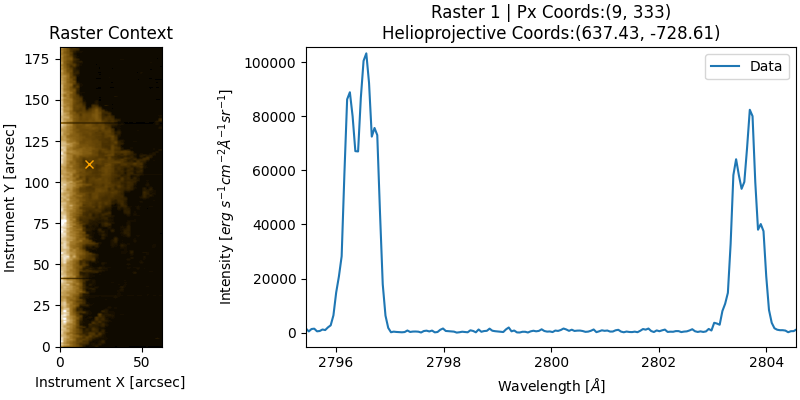 Raster Context
Raster 1 | Px Coords:(9, 333)
Helioprojective Coords:(637.43, -728.61)
Instrument Y [arcsec]
175
150
125
100
75
50
25
0
0
50
Instrument X [arcsec]
Intensity [erg s⁻¹cm⁻²Å⁻¹sr⁻¹]
100000
80000
60000
40000
20000
0
Data
2796
2798
2800
2802
2804
Wavelength [Å]